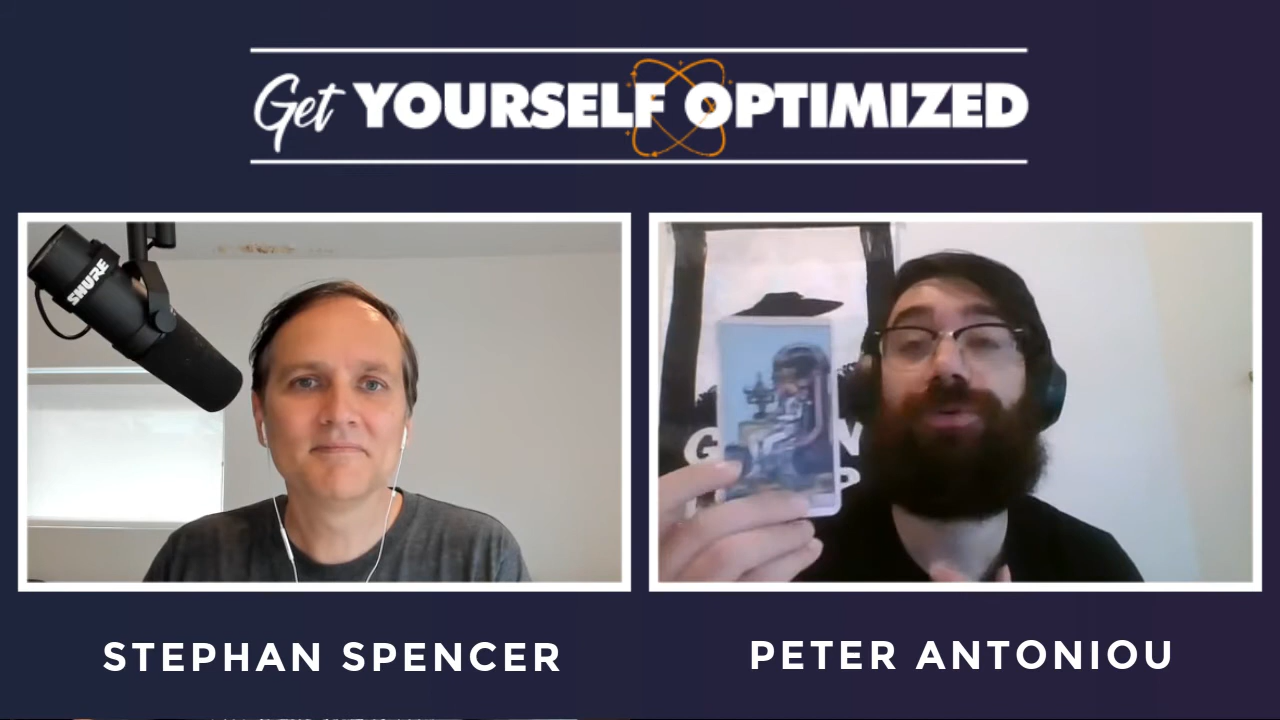 Get YOURSELF OPTIMIZED
SHURE
G
W
P
STEPHAN SPENCER
PETER ANTONIOU